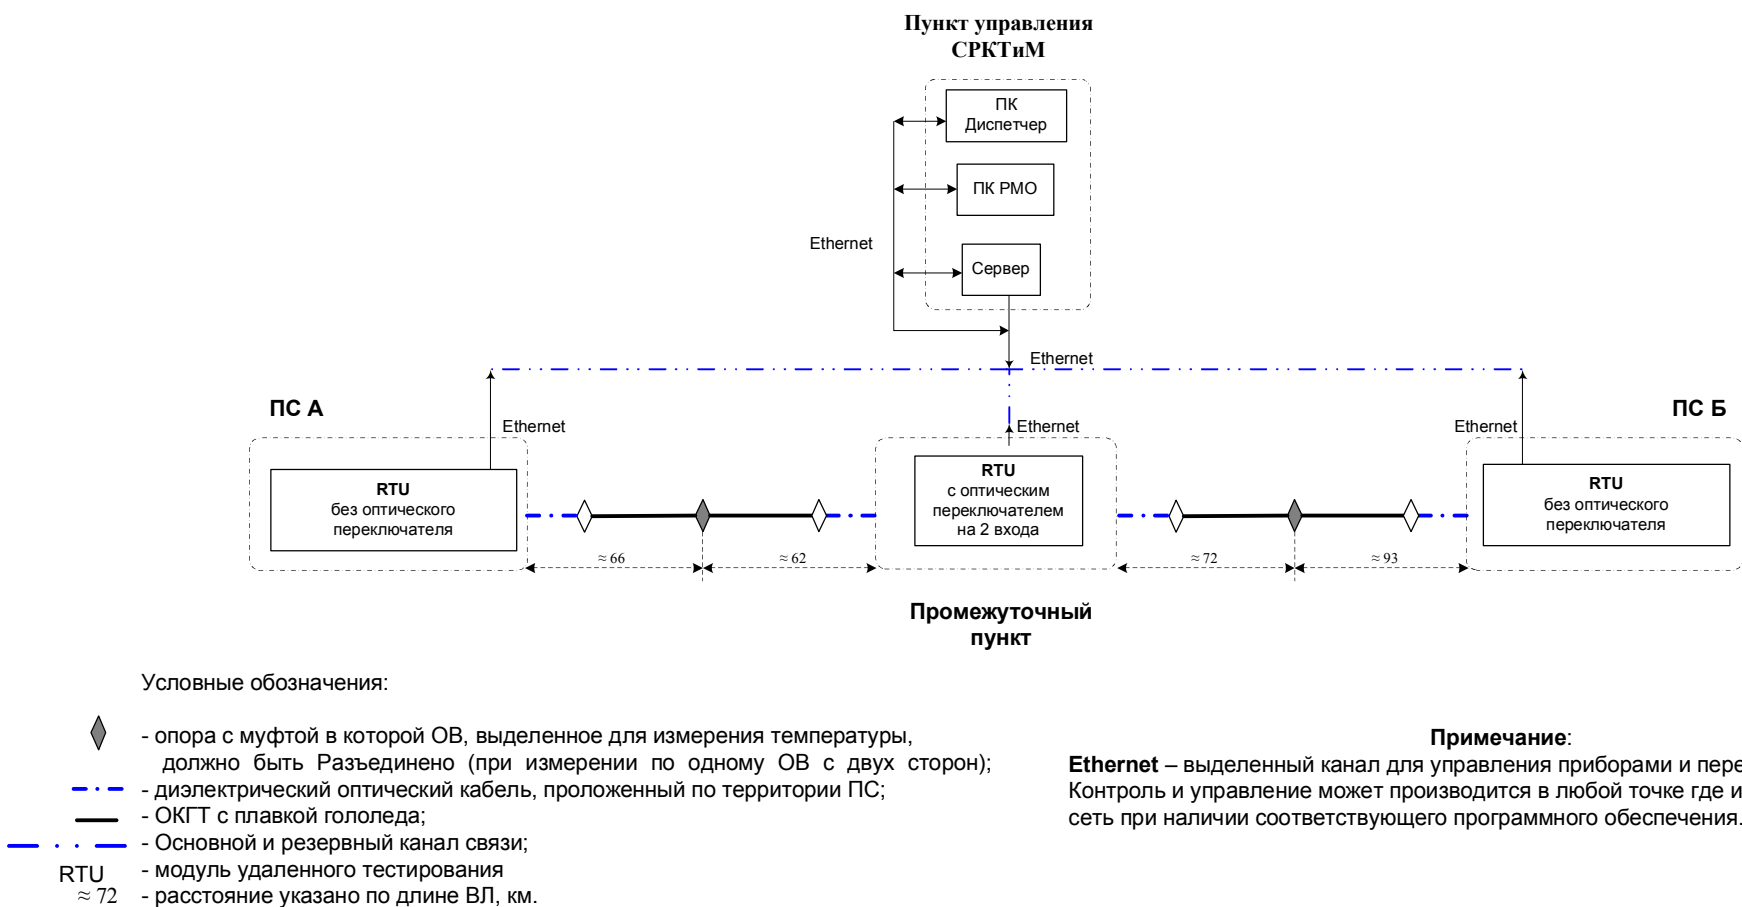 Пункт управления
СРКТиМ
ПК
Диспетчер
ПК РМО
Сервер
Ethernet
Ethernet
ПС А
ПС Б
Ethernet
Ethernet
Ethernet
RTU
без оптического
переключателя
RTU
с оптическим
переключателем
на 2 входа
RTU
без оптического
переключателя
≈ 66
≈ 62
≈ 72
≈ 93
Промежуточный
пункт
Условные обозначения:
- опора с муфтой в которой ОВ, выделенное для измерения температуры,
должно быть Разъединено (при измерении по одному ОВ с двух сторон);
- диэлектрический оптический кабель, проложенный по территории ПС;
- ОКГТ с плавкой гололеда;
- Основной и резервный канал связи;
RTU - модуль удаленного тестирования
≈ 72 - расстояние указано по длине ВЛ, км.
Примечание:
Ethernet – выделенный канал для управления приборами и пере
Контроль и управление может производится в любой точке где и
сеть при наличии соответствующего программного обеспечения.